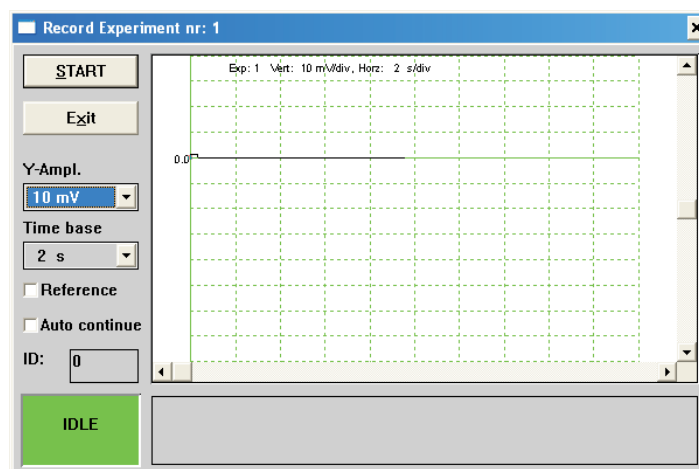 Record Experiment nr: 1
START
Exp: 1 Vert: 10 mV/div, Horz: 2 s/div
Exit
0.0
Y-Ampl.
10 mV
Time base
2 s
Reference
Auto continue
ID: 0
IDLE